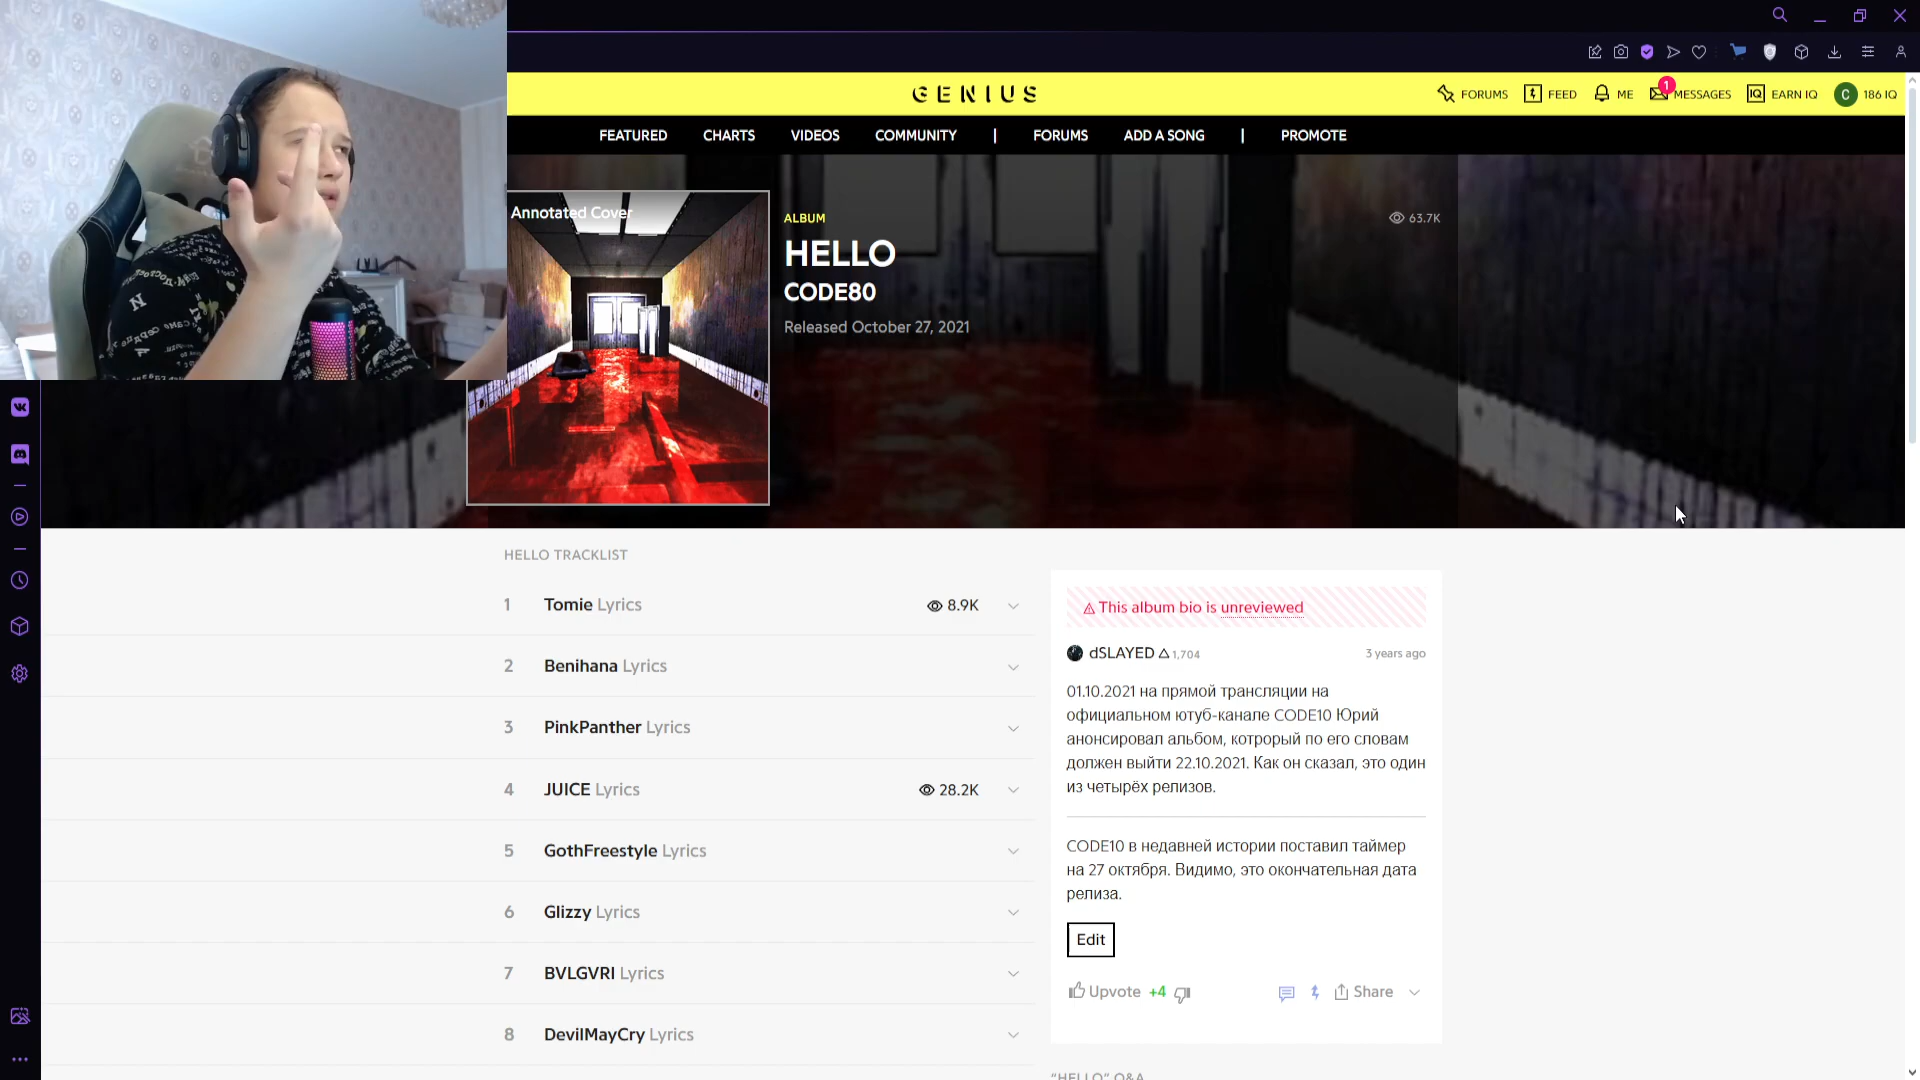 GENIUS
FORUMS
FEED
ME
1
MESSAGES
IQ
EARN IQ
C
186 IQ
FEATURED
CHARTS
VIDEOS
COMMUNITY
|
FORUMS
ADD A SONG
|
PROMOTE
Annotated Cover
ALBUM
63.7K
HELLO
CODE80
Released October 27, 2021
HELLO TRACKLIST
1 Tomie Lyrics 8.9K
2 Benihana Lyrics
3 PinkPanther Lyrics
4 JUICE Lyrics 28.2K
5 GothFreestyle Lyrics
6 Glizzy Lyrics
7 BVLGVRI Lyrics
8 DevilMayCry Lyrics
This album bio is unreviewed
dSLAYED 1,704
3 years ago
01.10.2021 на прямой трансляции на
официальном ютуб-канале CODE10 Юрий
анонсировал альбом, который по его словам
должен выйти 22.10.2021. Как он сказал, это один
из четырёх релизов.
CODE10 в недавней истории поставил таймер
на 27 октября. Видимо, это окончательная дата
релиза.
Edit
Upvote +4
Share
"HELLO" Q&A